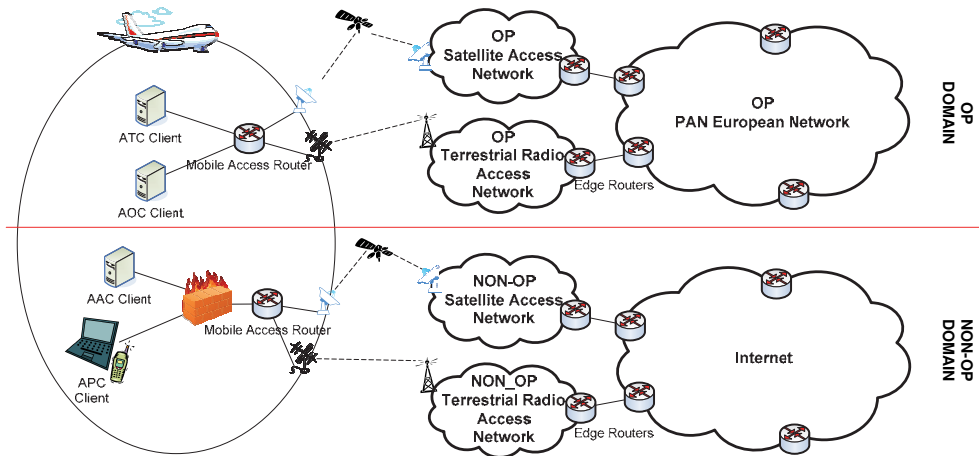 OP
Satellite Access
Network
OP
PAN European Network
OP
DOMAIN
ATC Client
Mobile Access Router
OP
Terrestrial Radio
Access
Network
Edge Routers
AOC Client
AAC Client
Mobile Access Router
APC
Client
NON-OP
Satellite Access
Network
Internet
NON-OP
DOMAIN
NON_OP
Terrestrial Radio
Access
Network
Edge Routers